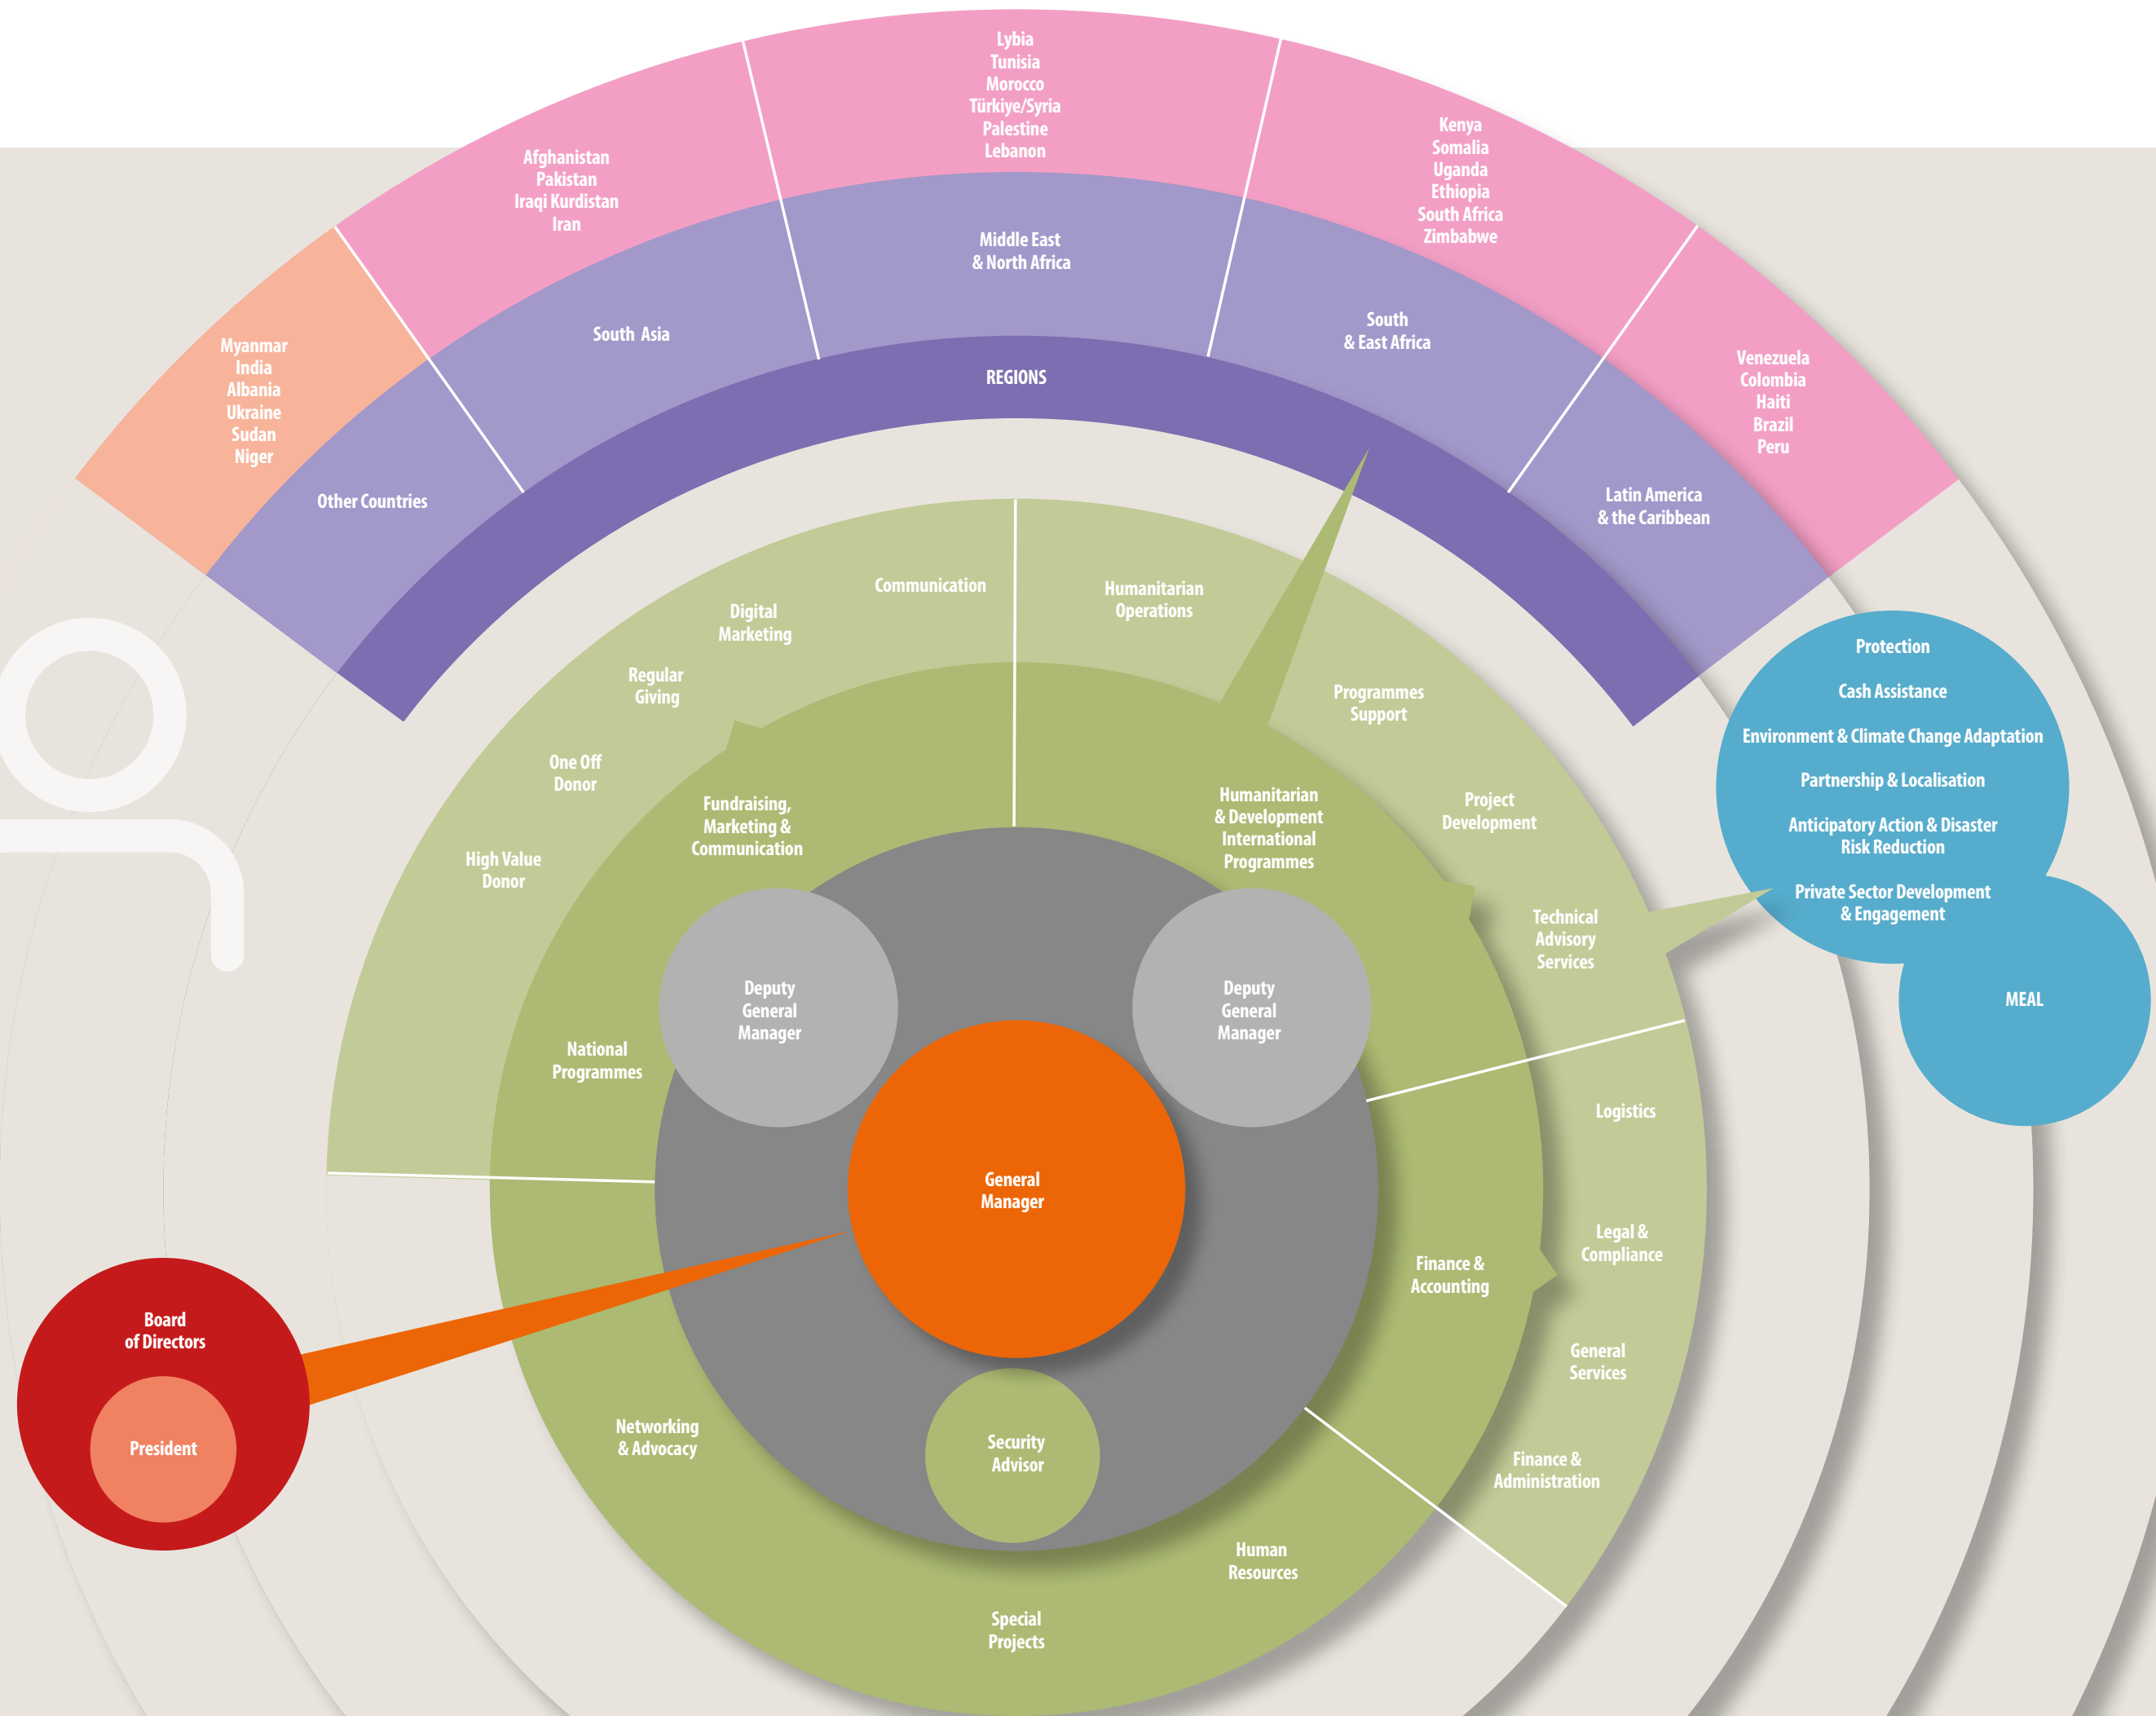 Lybia
Tunisia
Morocco
Türkiye/Syria
Palestine
Lebanon
Kenya
Somalia
Uganda
Ethiopia
South Africa
Zimbabwe
Afghanistan
Pakistan
Iraqi Kurdistan
Iran
Middle East
& North Africa
South Asia
South
& East Africa
Myanmar
India
Albania
Ukraine
Sudan
Niger
Venezuela
Colombia
Haiti
Brazil
Peru
REGIONS
Other Countries
Latin America
& the Caribbean
Communication
Humanitarian
Operations
Digital
Marketing
Regular
Giving
Programmes
Support
One Off
Donor
High Value
Donor
Fundraising,
Marketing &
Communication
Humanitarian
& Development
International
Programmes
Project
Development
Technical
Advisory
Services
Protection
Cash Assistance
Environment & Climate Change Adaptation
Partnership & Localisation
Anticipatory Action & Disaster
Risk Reduction
Private Sector Development
& Engagement
MEAL
Deputy
General
Manager
Deputy
General
Manager
National
Programmes
Logistics
General
Manager
Legal &
Compliance
Finance &
Accounting
General
Services
Board
of Directors
President
Networking
& Advocacy
Security
Advisor
Finance &
Administration
Human
Resources
Special
Projects